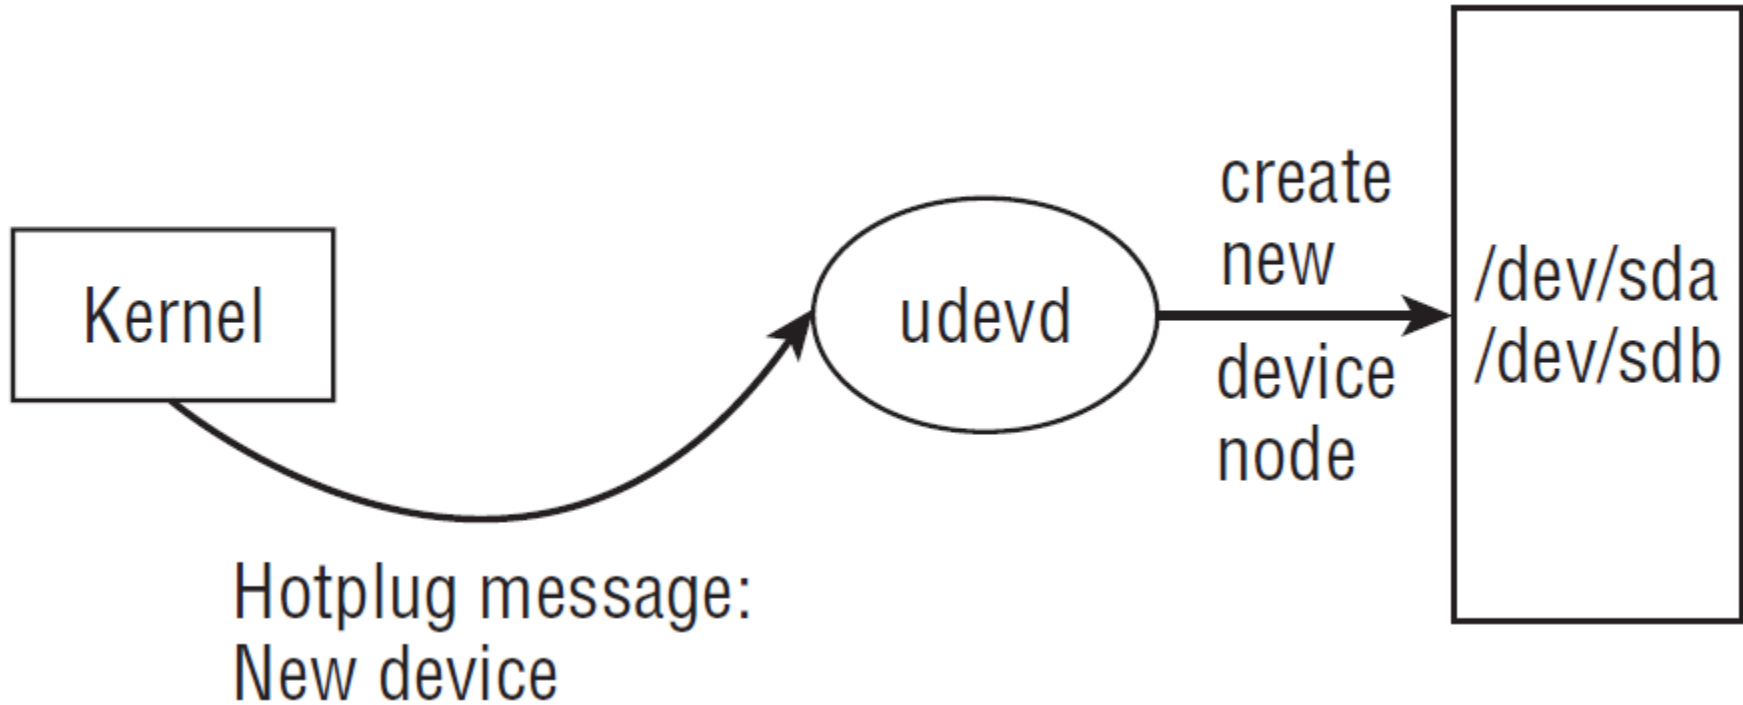 Kernel
Hotplug message:
New device
udevd
create
new
device
node
/dev/sda
/dev/sdb